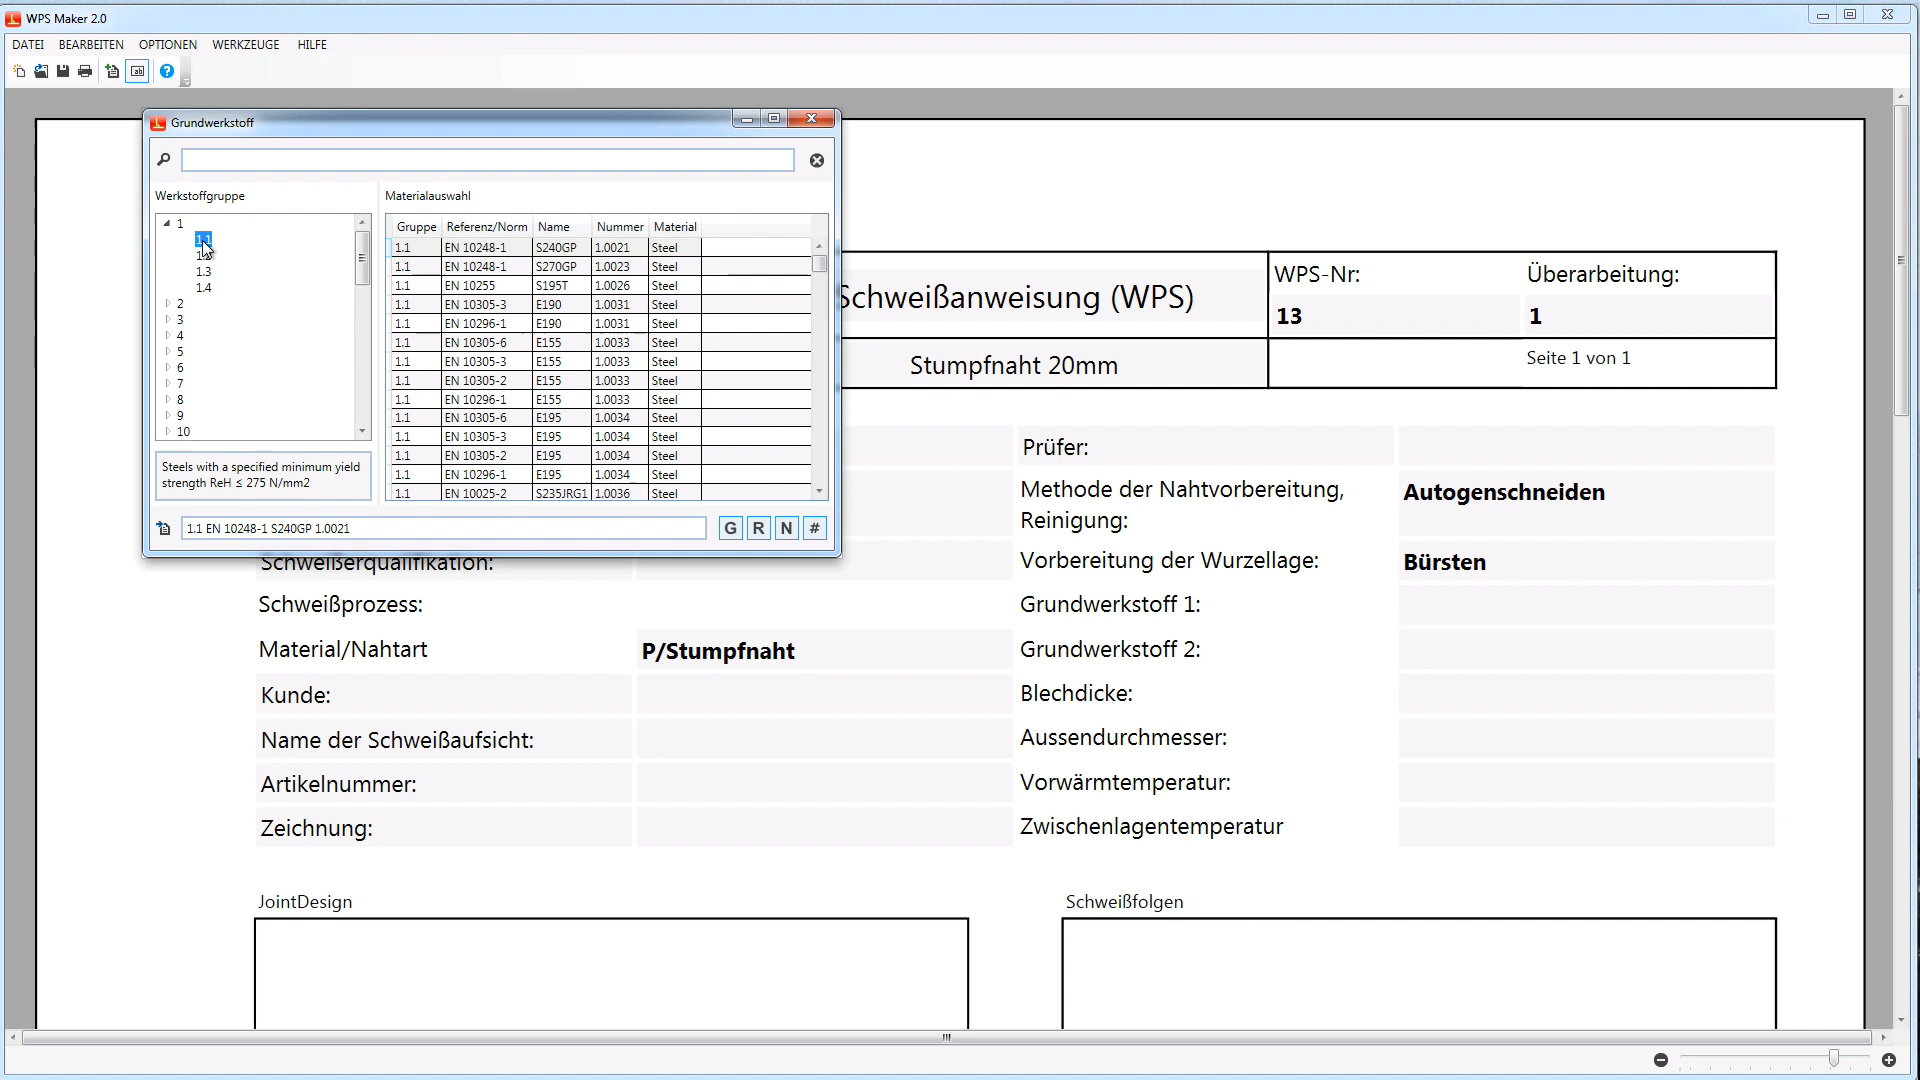 WPS Maker 2.0
DATEI BEARBEITEN OPTIONEN WERKZEUGE HILFE
Grundwerkstoff
Werkstoffgruppe
1
1.1
1.3
1.4
2
3
4
5
6
7
8
9
10
Steels with a specified minimum yield
strength ReH ≤ 275 N/mm2
Materialauswahl
Gruppe Referenz/Norm Name Nummer Material
1.1 EN 10248-1 S240GP 1.0021 Steel
1.1 EN 10248-1 S270GP 1.0023 Steel
1.1 EN 10255 S195T 1.0026 Steel
1.1 EN 10305-3 E190 1.0031 Steel
1.1 EN 10296-1 E190 1.0031 Steel
1.1 EN 10305-6 E155 1.0033 Steel
1.1 EN 10305-3 E155 1.0033 Steel
1.1 EN 10305-2 E155 1.0033 Steel
1.1 EN 10296-1 E155 1.0033 Steel
1.1 EN 10305-6 E195 1.0034 Steel
1.1 EN 10305-3 E195 1.0034 Steel
1.1 EN 10305-2 E195 1.0034 Steel
1.1 EN 10296-1 E195 1.0034 Steel
1.1 EN 10025-2 S235JRG1 1.0036 Steel
1.1 EN 10248-1 S240GP 1.0021
G R N #
Schweißanweisung (WPS)
WPS-Nr: Überarbeitung:
13 1
Stumpfnaht 20mm
Seite 1 von 1
Prüfer:
Methode der Nahtvorbereitung,
Reinigung:
Autogenschneiden
Schweißerqualifikation:
Vorbereitung der Wurzellage: Bürsten
Schweißprozess:
Grundwerkstoff 1:
Material/Nahtart P/Stumpfnaht
Grundwerkstoff 2:
Kunde:
Blechdicke:
Name der Schweißaufsicht:
Aussendurchmesser:
Artikelnummer:
Vorwärmtemperatur:
Zeichnung:
Zwischenlagentemperatur
JointDesign
Schweißfolgen